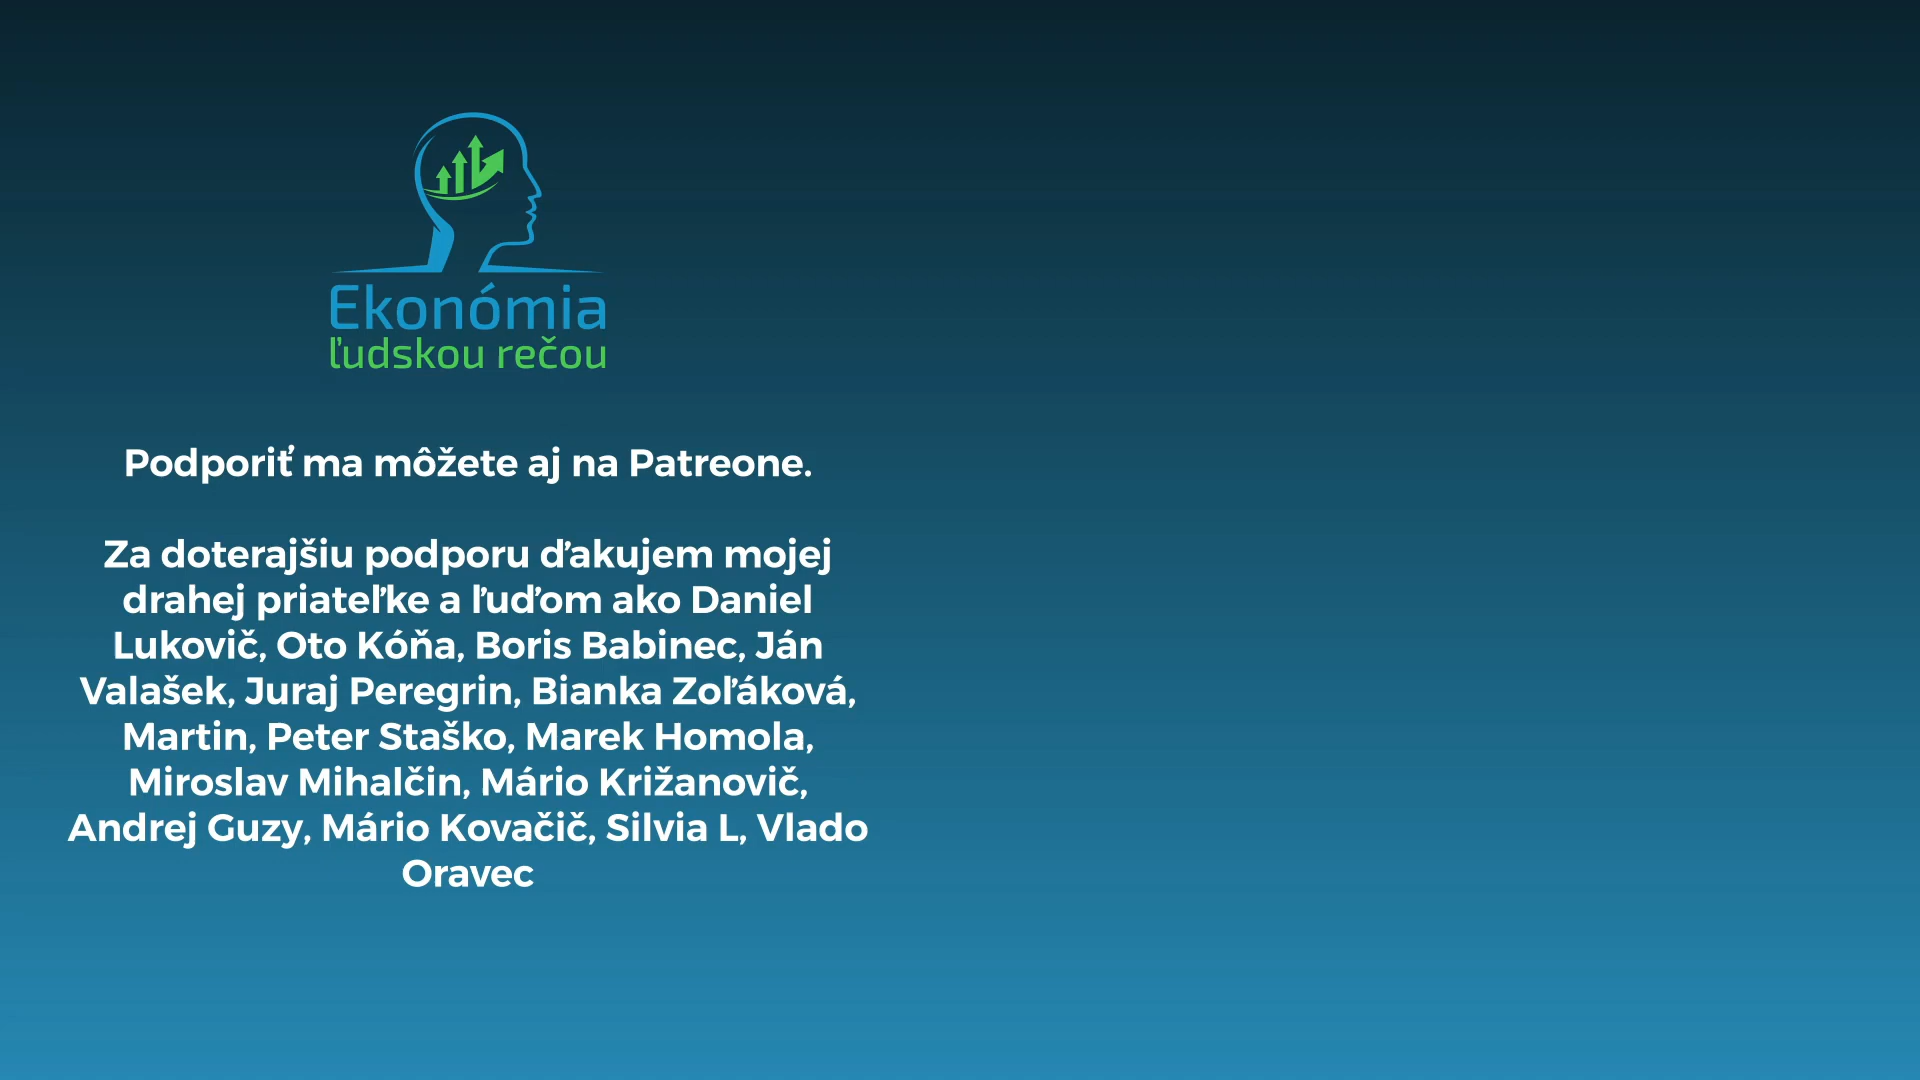 Ekonómia
ľudskou rečou
Podporiť ma môžete aj na Patreone.
Za doterajšiu podporu ďakujem mojej
drahej priateľke a ľuďom ako Daniel
Lukovič, Oto Kóňa, Boris Babinec, Ján
Valašek, Juraj Peregrin, Bianka Zoľáková,
Martin, Peter Staško, Marek Homola,
Miroslav Mihalčin, Mário Križanovič,
Andrej Guzy, Mário Kovačič, Silvia L, Vlado
Oravec